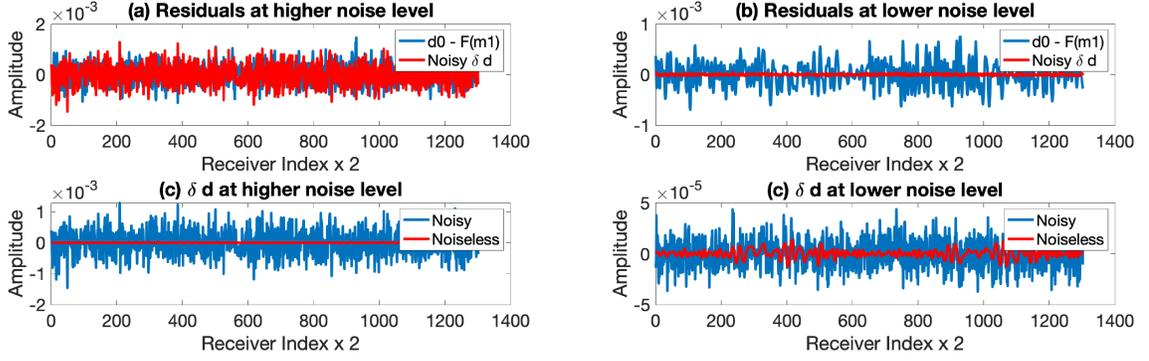 (a) Residuals at higher noise level
×10⁻³
2
0
-2
Amplitude
d0 - F(m1)
Noisy δ d
0 200 400 600 800 1000 1200 1400
Receiver Index x 2
(b) Residuals at lower noise level
×10⁻³
1
0
-1
Amplitude
d0 - F(m1)
Noisy δ d
0 200 400 600 800 1000 1200 1400
Receiver Index x 2
(c) δ d at higher noise level
×10⁻³
1
0
-1
-2
Amplitude
Noisy
Noiseless
0 200 400 600 800 1000 1200 1400
Receiver Index x 2
(c) δ d at lower noise level
×10⁻⁵
5
0
-5
Amplitude
Noisy
Noiseless
0 200 400 600 800 1000 1200 1400
Receiver Index x 2